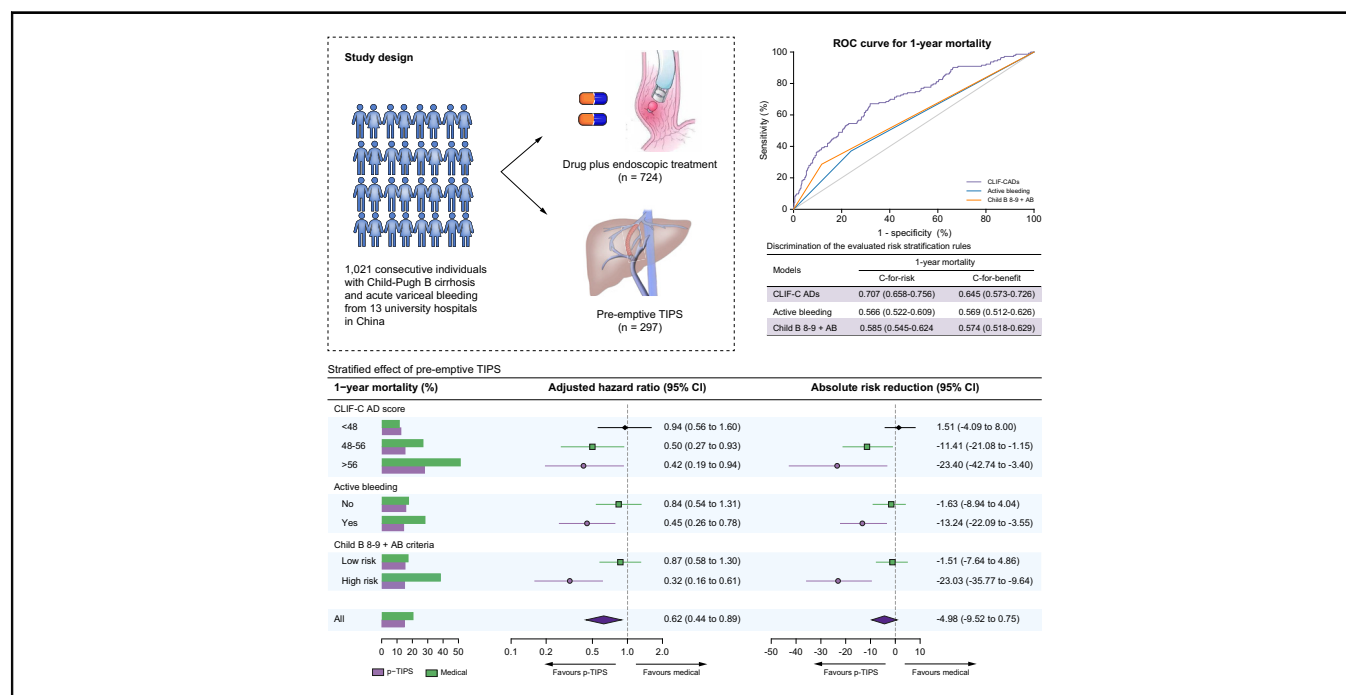 Study design
Drug plus endoscopic treatment
(n = 724)
1,021 consecutive individuals
with Child-Pugh B cirrhosis
and acute variceal bleeding
from 13 university hospitals
in China
Pre-emptive TIPS
(n = 297)
ROC curve for 1-year mortality
100
80
60
40
20
0
Sensitivity (%)
CLIF-CADs
Active bleeding
Child B 8-9 + AB
0 20 40 60 80 100
1 - specificity (%)
Discrimination of the evaluated risk stratification rules
Models 1-year mortality
C-for-risk C-for-benefit
CLIF-C ADs 0.707 (0.658-0.756) 0.645 (0.573-0.726)
Active bleeding 0.566 (0.522-0.609) 0.569 (0.512-0.626)
Child B 8-9 + AB 0.585 (0.545-0.624 0.574 (0.518-0.629)
Stratified effect of pre-emptive TIPS
1-year mortality (%) Adjusted hazard ratio (95% CI) Absolute risk reduction (95% CI)
CLIF-C AD score
<48 0.94 (0.56 to 1.60) 1.51 (-4.09 to 8.00)
48-56 0.50 (0.27 to 0.93) -11.41 (-21.08 to -1.15)
>56 0.42 (0.19 to 0.94) -23.40 (-42.74 to -3.40)
Active bleeding
No 0.84 (0.54 to 1.31) -1.63 (-8.94 to 4.04)
Yes 0.45 (0.26 to 0.78) -13.24 (-22.09 to -3.55)
Child B 8-9 + AB criteria
Low risk 0.87 (0.58 to 1.30) -1.51 (-7.64 to 4.86)
High risk 0.32 (0.16 to 0.61) -23.03 (-35.77 to -9.64)
All 0.62 (0.44 to 0.89) -4.98 (-9.52 to 0.75)
0 10 20 30 40 50 0.1 0.2 0.5 1.0 2.0 -50 -40 -30 -20 -10 0 10
p-TIPS Medical Favours p-TIPS Favours medical Favours p-TIPS Favours medical